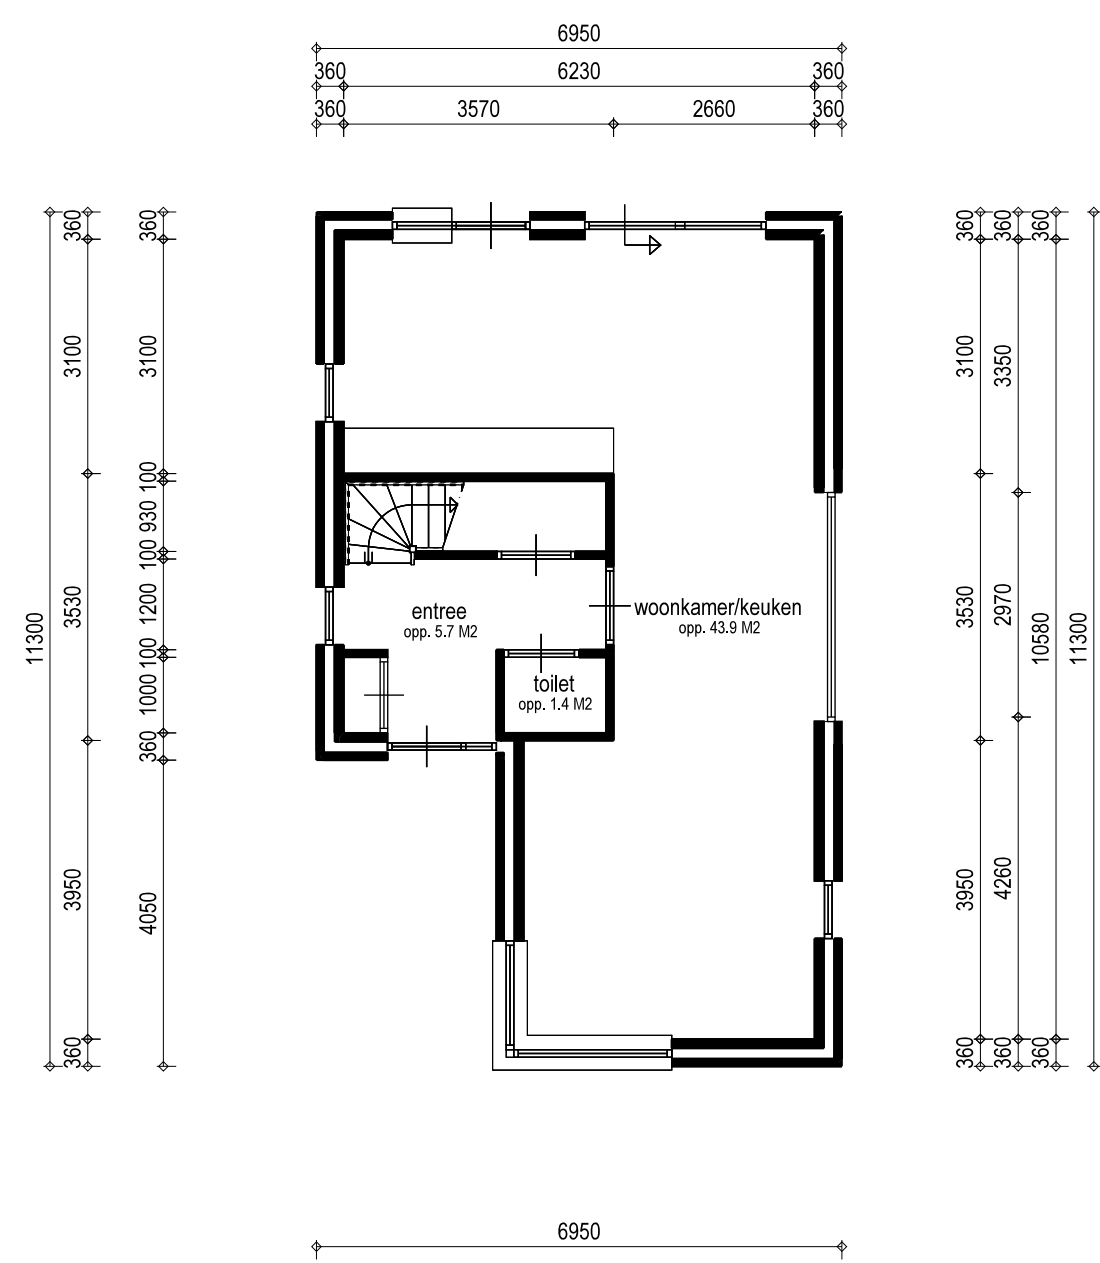 6950
360 6230 360
360 3570 2660 360
360 360 360 360 360
3100 3100 3100 3350
100
930
100
1200
3530 3530 2970
11300 10580 11300
100
1000
360
entree
opp. 5.7 M2
woonkamer/keuken
opp. 43.9 M2
toilet
opp. 1.4 M2
3950 4050 3950 4260
360 360 360 360
6950